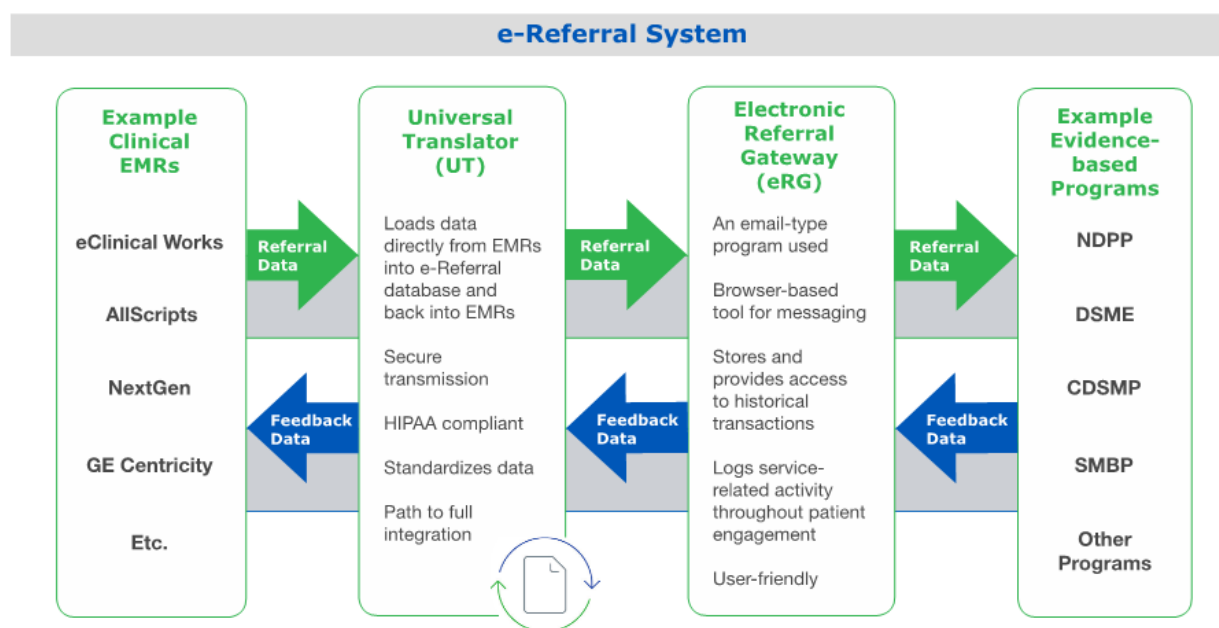 e-Referral System
Example
Clinical
EMRs
eClinical Works
AllScripts
NextGen
GE Centricity
Etc.
Referral
Data
Feedback
Data
Universal
Translator
(UT)
Loads data
directly from EMRs
into e-Referral
database and
back into EMRs
Secure
transmission
HIPAA compliant
Standardizes data
Path to full
integration
Referral
Data
Feedback
Data
Electronic
Referral
Gateway
(eRG)
An email-type
program used
Browser-based
tool for messaging
Stores and
provides access
to historical
transactions
Logs service-
related activity
throughout patient
engagement
User-friendly
Referral
Data
Feedback
Data
Example
Evidence-
based
Programs
NDPP
DSME
CDSMP
SMBP
Other
Programs